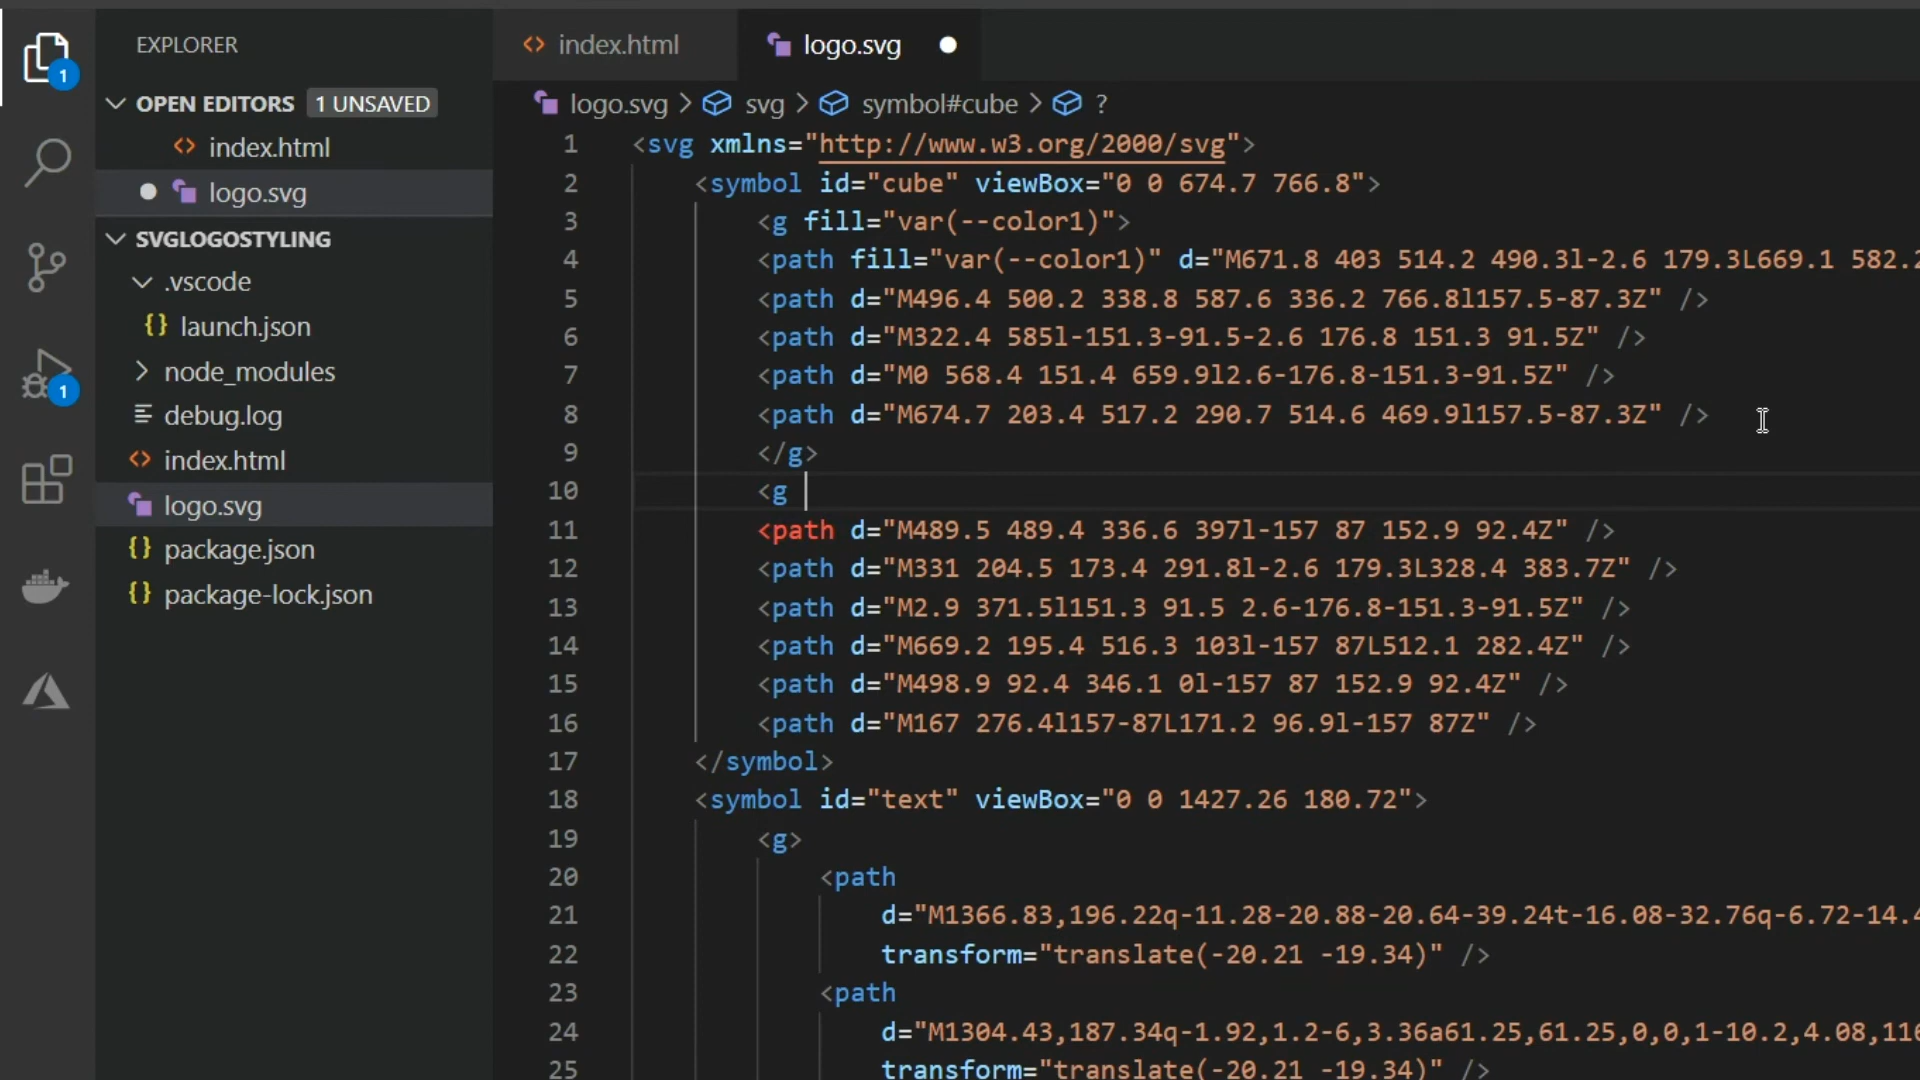 EXPLORER
OPEN EDITORS 1 UNSAVED
index.html
logo.svg
SVGLOGOSTYLING
.vscode
{} launch.json
node_modules
debug.log
index.html
logo.svg
{} package.json
{} package-lock.json
1
1
index.html
logo.svg
logo.svg > svg > symbol#cube > ?
1 <svg xmlns="http://www.w3.org/2000/svg">
2 <symbol id="cube" viewBox="0 0 674.7 766.8">
3 <g fill="var(--color1)">
4 <path fill="var(--color1)" d="M671.8 403 514.2 490.3l-2.6 179.3L669.1 582.2
5 <path d="M496.4 500.2 338.8 587.6 336.2 766.8l157.5-87.3Z" />
6 <path d="M322.4 585l-151.3-91.5-2.6 176.8 151.3 91.5Z" />
7 <path d="M0 568.4 151.4 659.9l2.6-176.8-151.3-91.5Z" />
8 <path d="M674.7 203.4 517.2 290.7 514.6 469.9l157.5-87.3Z" />
9 </g>
10 <g
11 <path d="M489.5 489.4 336.6 397l-157 87 152.9 92.4Z" />
12 <path d="M331 204.5 173.4 291.8l-2.6 179.3L328.4 383.7Z" />
13 <path d="M2.9 371.5l151.3 91.5 2.6-176.8-151.3-91.5Z" />
14 <path d="M669.2 195.4 516.3 103l-157 87L512.1 282.4Z" />
15 <path d="M498.9 92.4 346.1 0l-157 87 152.9 92.4Z" />
16 <path d="M167 276.4l157-87L171.2 96.9l-157 87Z" />
17 </symbol>
18 <symbol id="text" viewBox="0 0 1427.26 180.72">
19 <g>
20 <path
21 d="M1366.83,196.22q-11.28-20.88-20.64-39.24t-16.08-32.76q-6.72-14.4
22 transform="translate(-20.21 -19.34)" />
23 <path
24 d="M1304.43,187.34q-1.92,1.2-6,3.36a61.25,61.25,0,0,1-10.2,4.08,116
25 transform="translate(-20.21 -19.34)" />